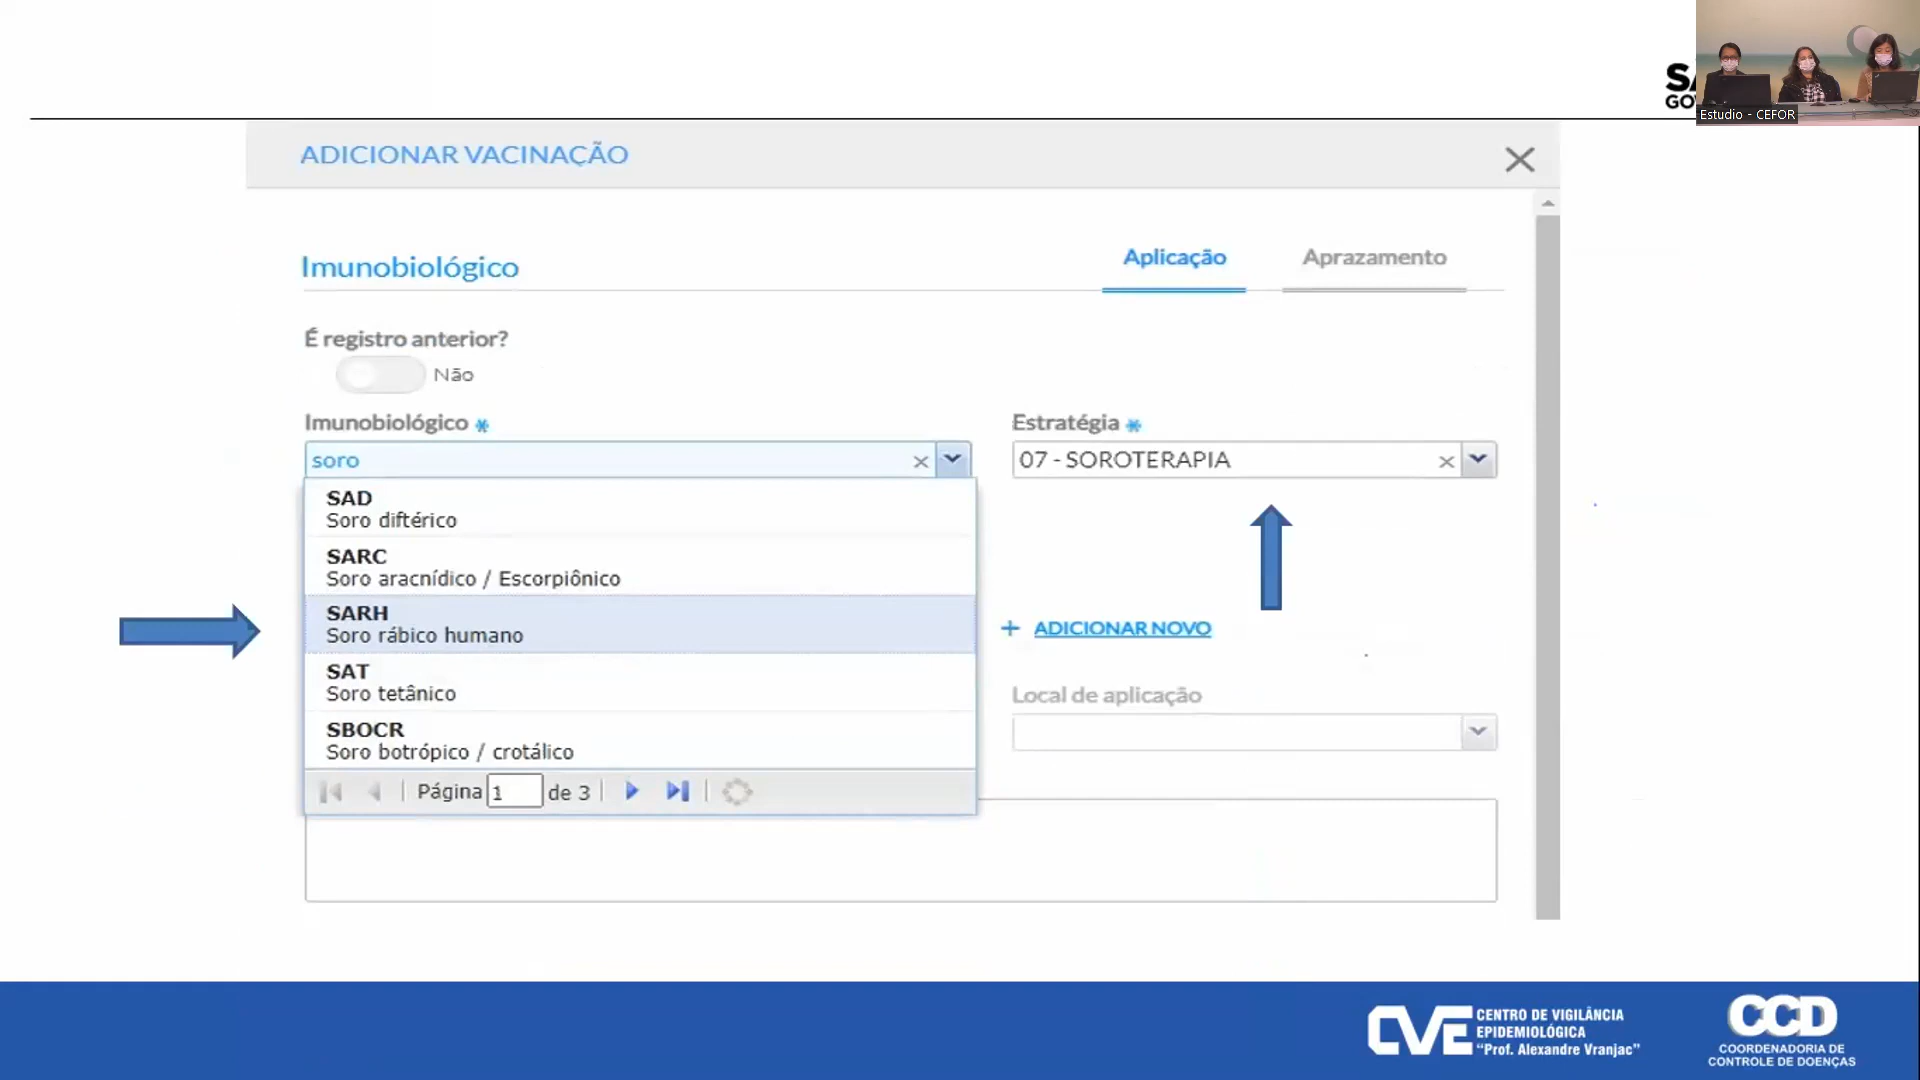 Estudio - CEFOR
ADICIONAR VACINAÇÃO
Imunobiológico
Aplicação
Aprazamento
É registro anterior?
Não
Imunobiológico *
Estratégia *
soro
07 - SOROTERAPIA
SAD
Soro diftérico
SARC
Soro aracnídico / Escorpiônico
SARH
Soro rábico humano
+ ADICIONAR NOVO
SAT
Soro tetânico
Local de aplicação
SBOCR
Soro botrópico / crotálico
Página 1 de 3
CVE CENTRO DE VIGILÂNCIA
EPIDEMIOLÓGICA
"Prof. Alexandre Vranjac"
CCD
COORDENADORIA DE
CONTROLE DE DOENÇAS